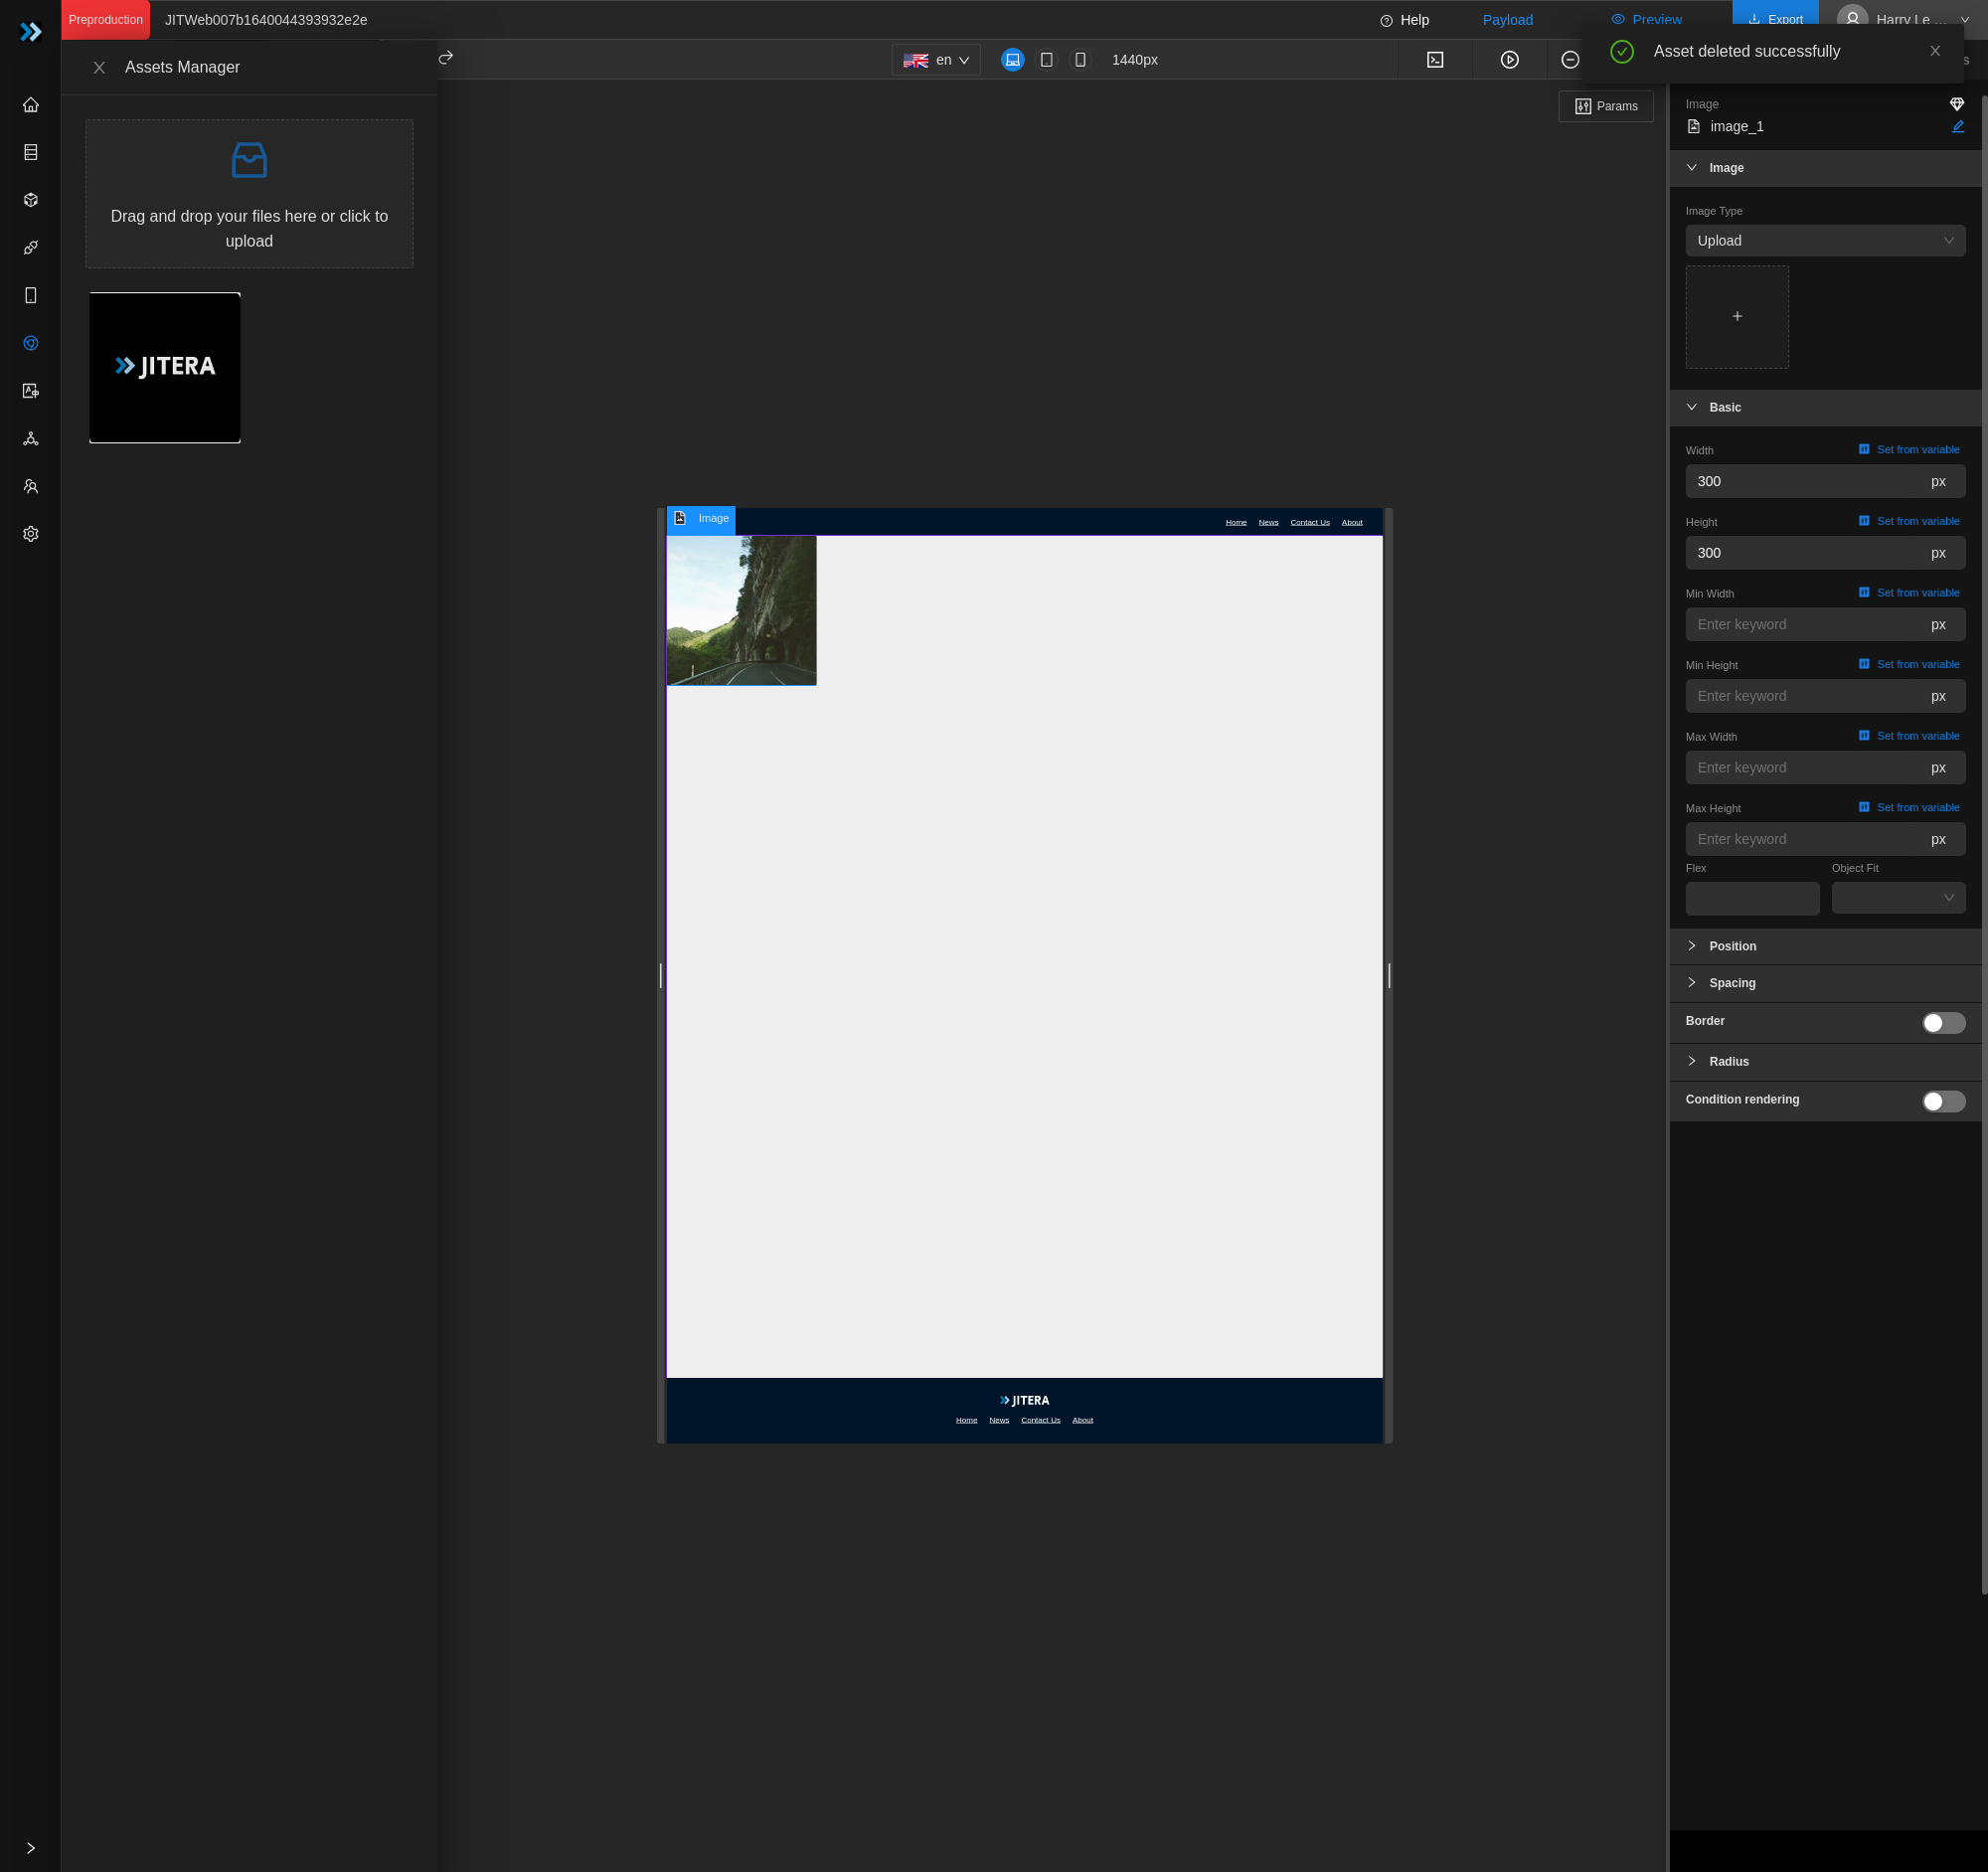 Preproduction
JITWeb007b1640044393932e2e
Help
Payload
Preview
Export
Harry Le ...
Asset deleted successfully
Assets Manager
en
1440px
Params
Drag and drop your files here or click to
upload
JITERA
Image
Home
News
Contact Us
About
JITERA
Home
News
Contact Us
About
Image
image_1
Image
Image Type
Upload
Basic
Width
Set from variable
300
px
Height
Set from variable
300
px
Min Width
Set from variable
Enter keyword
px
Min Height
Set from variable
Enter keyword
px
Max Width
Set from variable
Enter keyword
px
Max Height
Set from variable
Enter keyword
px
Flex
Object Fit
Position
Spacing
Border
Radius
Condition rendering